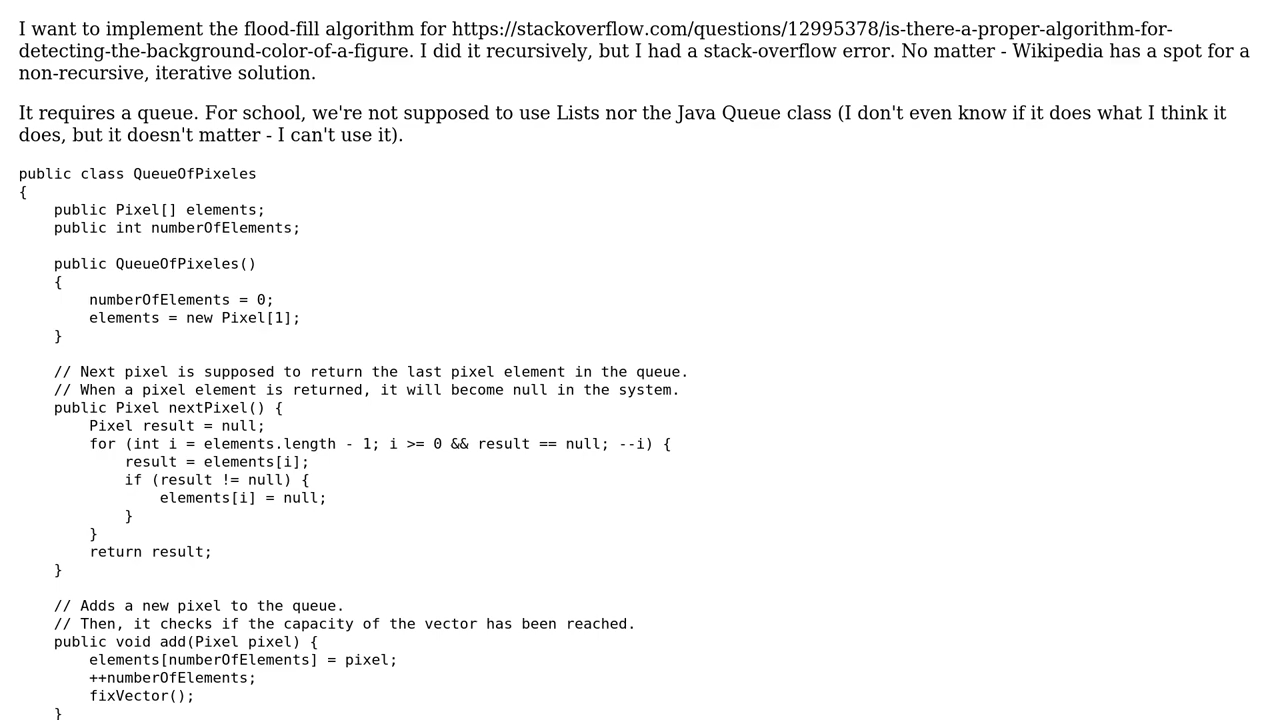 I want to implement the flood-fill algorithm for https://stackoverflow.com/questions/12995378/is-there-a-proper-algorithm-for-
detecting-the-background-color-of-a-figure. I did it recursively, but I had a stack-overflow error. No matter - Wikipedia has a spot for a
non-recursive, iterative solution.
It requires a queue. For school, we're not supposed to use Lists nor the Java Queue class (I don't even know if it does what I think it
does, but it doesn't matter - I can't use it).
public class QueueOfPixeles
{
    public Pixel[] elements;
    public int numberOfElements;

    public QueueOfPixeles()
    {
        numberOfElements = 0;
        elements = new Pixel[1];
    }

    // Next pixel is supposed to return the last pixel element in the queue.
    // When a pixel element is returned, it will become null in the system.
    public Pixel nextPixel() {
        Pixel result = null;
        for (int i = elements.length - 1; i >= 0 && result == null; --i) {
            result = elements[i];
            if (result != null) {
                elements[i] = null;
            }
        }
        return result;
    }

    // Adds a new pixel to the queue.
    // Then, it checks if the capacity of the vector has been reached.
    public void add(Pixel pixel) {
        elements[numberOfElements] = pixel;
        ++numberOfElements;
        fixVector();
    }